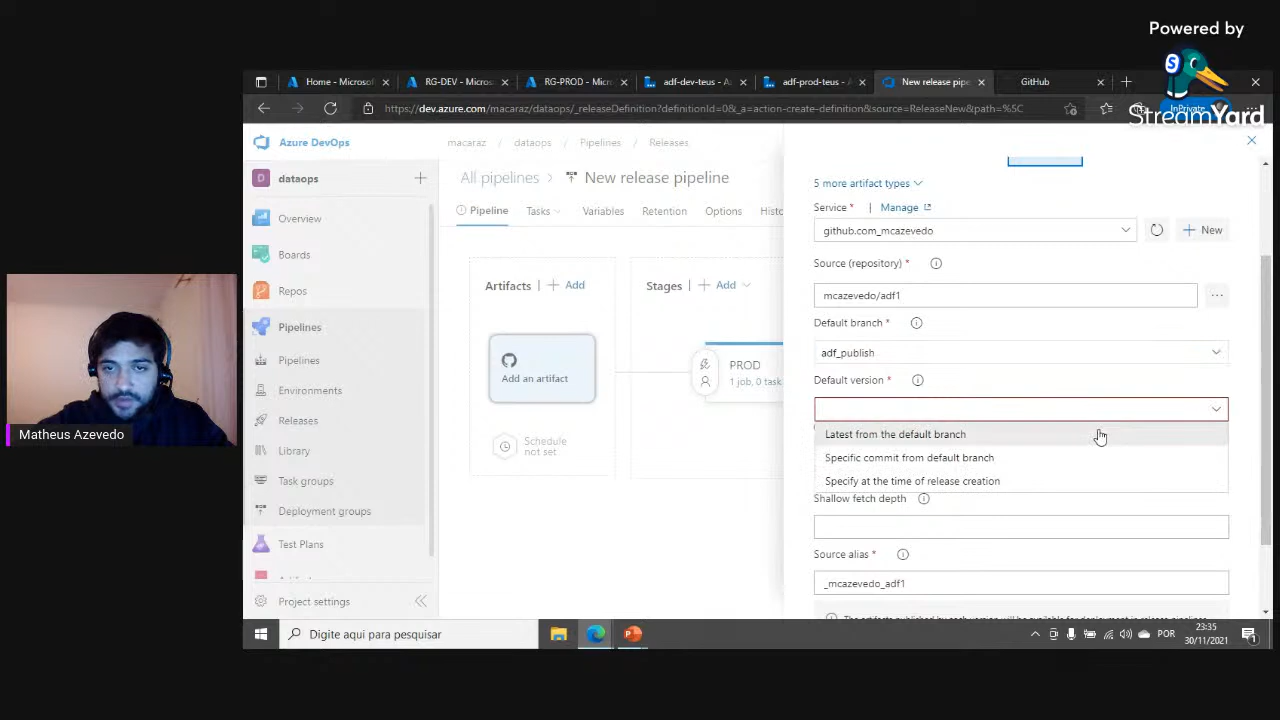 Powered by
StreamYard
Home - Microsof
RG-DEV - Micros
RG-PROD - Micr
adf-dev-teus - A
adf-prod-teus - A
New release pipe
GitHub
https://dev.azure.com/macaraz/dataops/_releaseDefinition?definitionId=0&_a=action-create-definition&source=ReleaseNew&path=%5C
InPrivate
Azure DevOps
macaraz / dataops / Pipelines / Releases
dataops
Overview
Boards
Repos
Pipelines
Pipelines
Environments
Releases
Library
Task groups
Deployment groups
Test Plans
Project settings
All pipelines > New release pipeline
Pipeline Tasks Variables Retention Options Histo
Artifacts | + Add
Add an artifact
Schedule
not set
Stages | + Add
PROD
1 job, 0 task
5 more artifact types
Service * | Manage
github.com_mcazevedo
New
Source (repository) *
mcazevedo/adf1
Default branch *
adf_publish
Default version *
Latest from the default branch
Specific commit from default branch
Specify at the time of release creation
Shallow fetch depth
Source alias *
_mcazevedo_adf1
Matheus Azevedo
Digite aqui para pesquisar
POR
23:35
30/11/2021